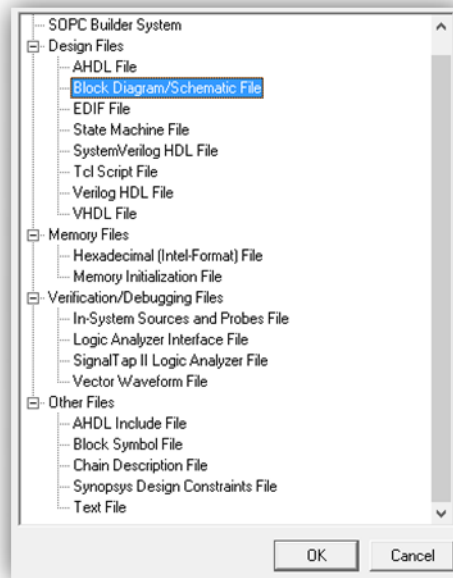 SOPC Builder System
Design Files
AHDL File
Block Diagram/Schematic File
EDIF File
State Machine File
SystemVerilog HDL File
Tcl Script File
Verilog HDL File
VHDL File
Memory Files
Hexadecimal (Intel-Format) File
Memory Initialization File
Verification/Debugging Files
In-System Sources and Probes File
Logic Analyzer Interface File
SignalTap II Logic Analyzer File
Vector Waveform File
Other Files
AHDL Include File
Block Symbol File
Chain Description File
Synopsys Design Constraints File
Text File
OK Cancel